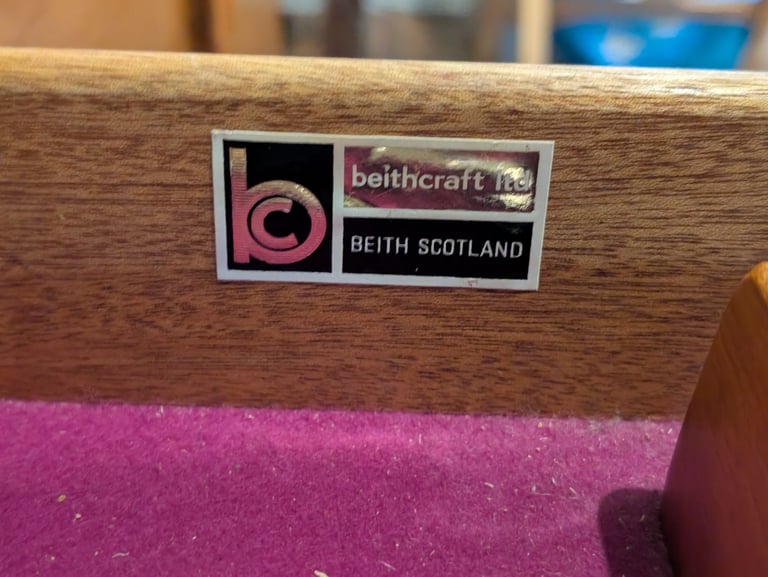 bc
beithcraft ltd
BEITH SCOTLAND